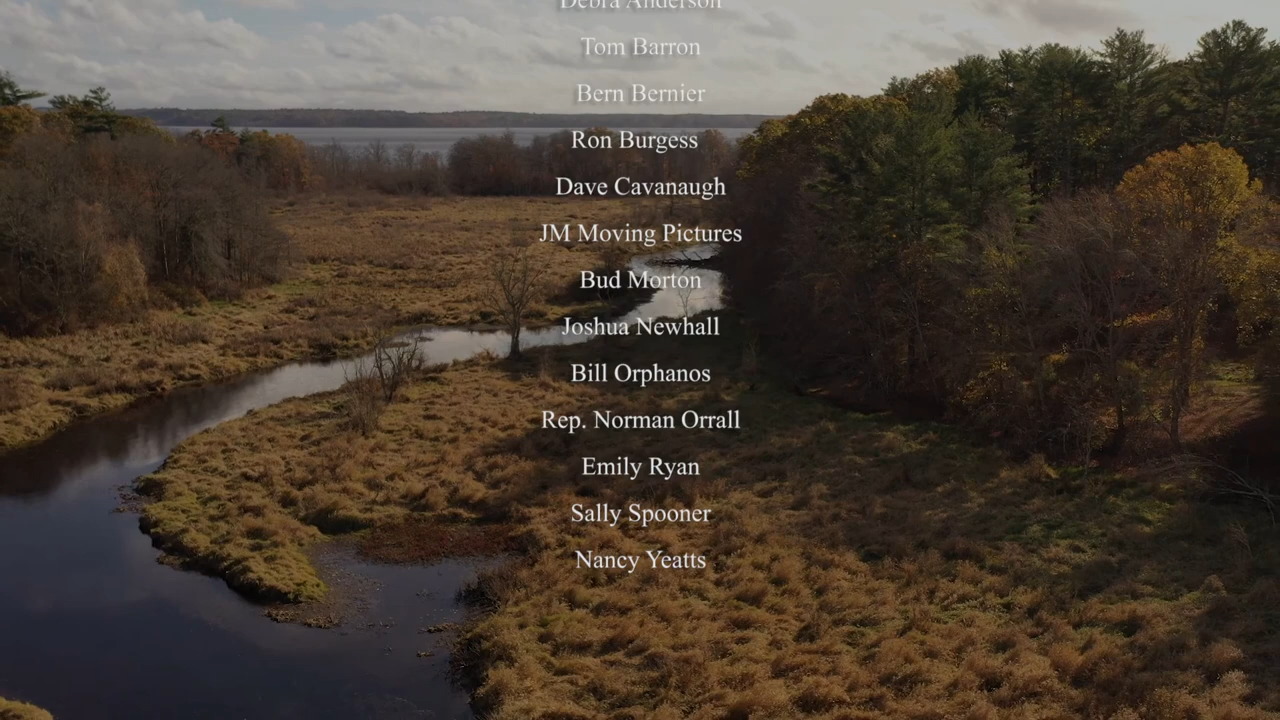 Debra Anderson
Tom Barron
Bern Bernier
Ron Burgess
Dave Cavanaugh
JM Moving Pictures
Bud Morton
Joshua Newhall
Bill Orphanos
Rep. Norman Orrall
Emily Ryan
Sally Spooner
Nancy Yeatts